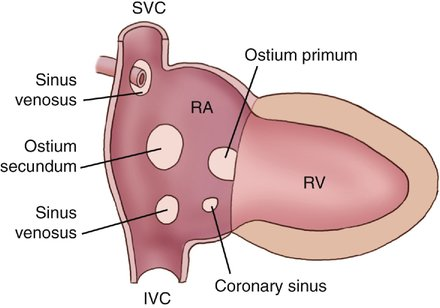 SVC
Ostium primum
Sinus
venosus
RA
Ostium
secundum
RV
Sinus
venosus
Coronary sinus
IVC